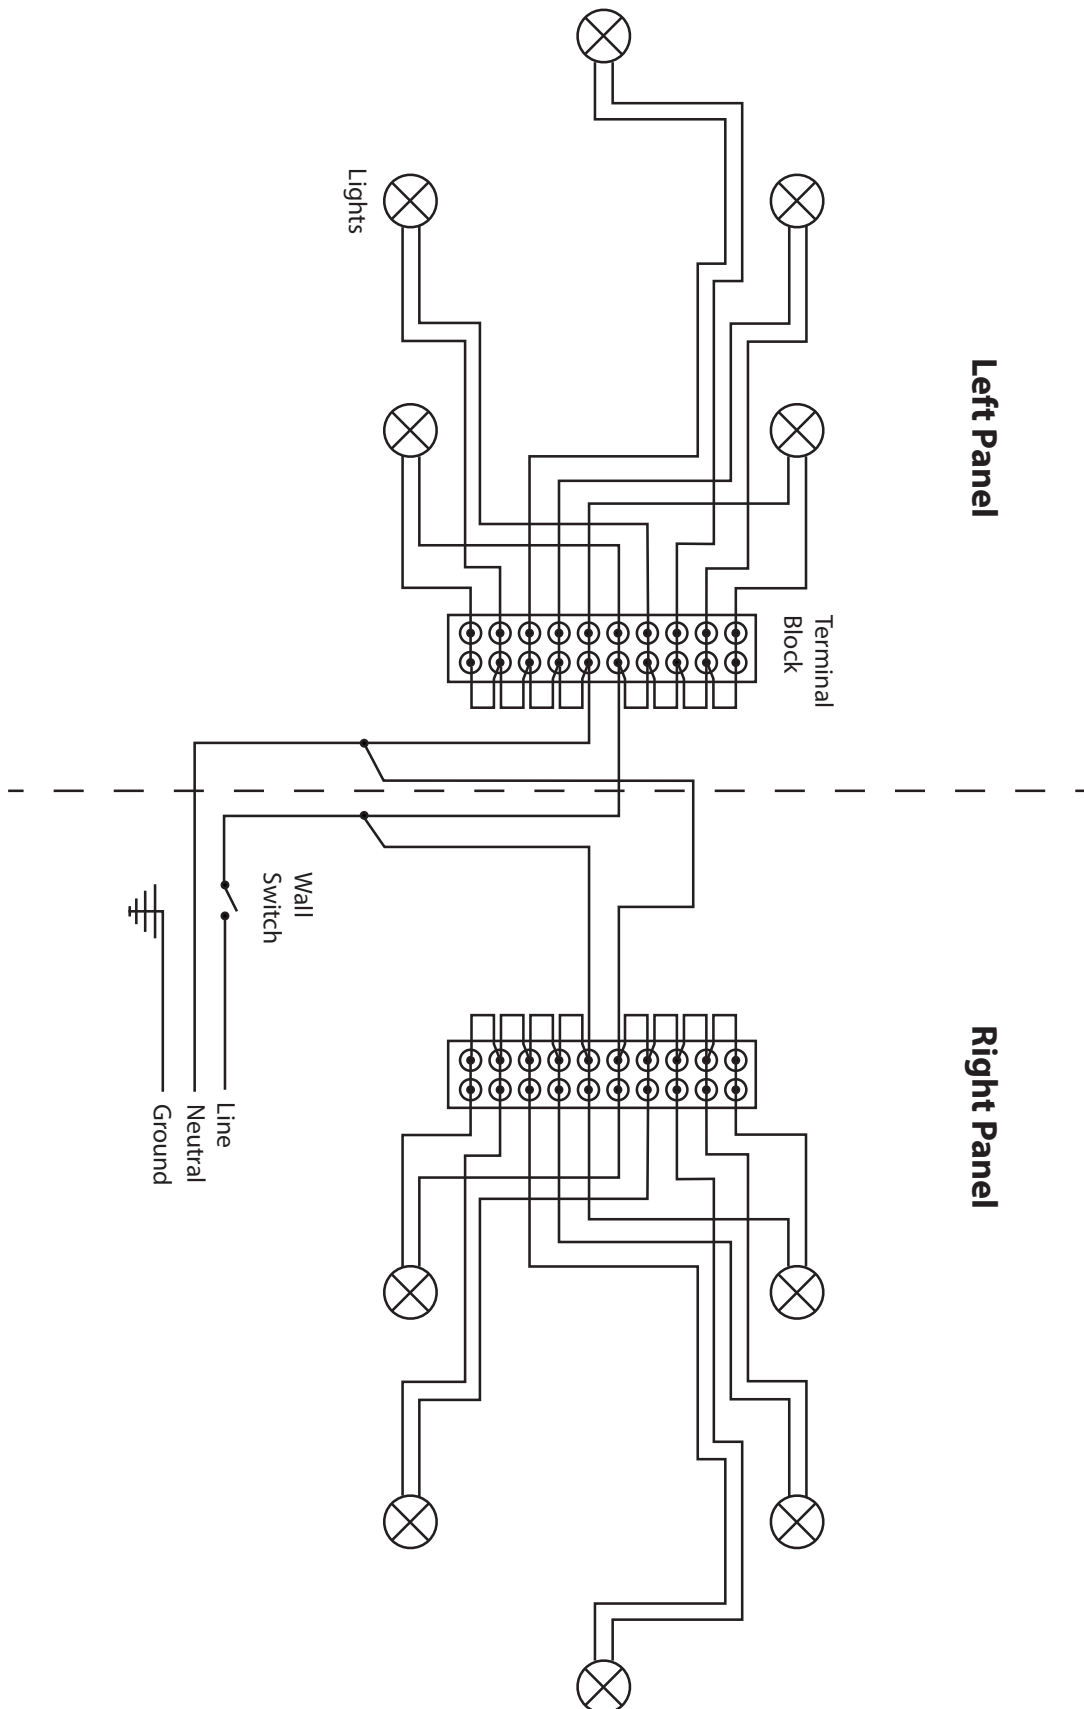 Left Panel
Right Panel
Terminal
Block
Lights
Wall
Switch
Line
Neutral
Ground